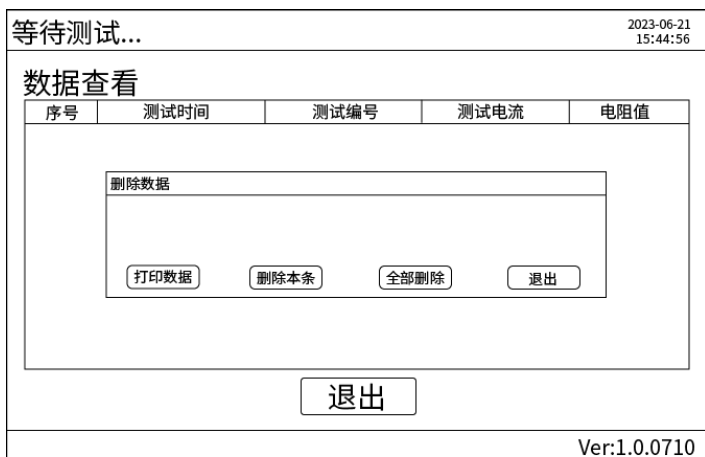 等待测试...
2023-06-21
15:44:56
数据查看
序号 测试时间 测试编号 测试电流 电阻值
删除数据
打印数据 删除本条 全部删除 退出
退出
Ver:1.0.0710